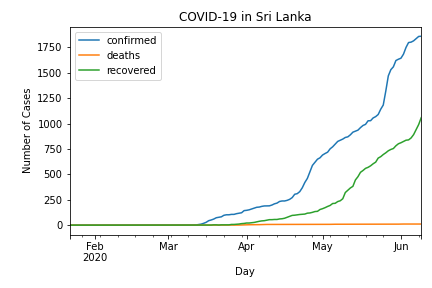 COVID-19 in Sri Lanka
confirmed
deaths
recovered
Number of Cases
1750
1500
1250
1000
750
500
250
0
Feb
2020
Mar
Apr
May
Jun
Day